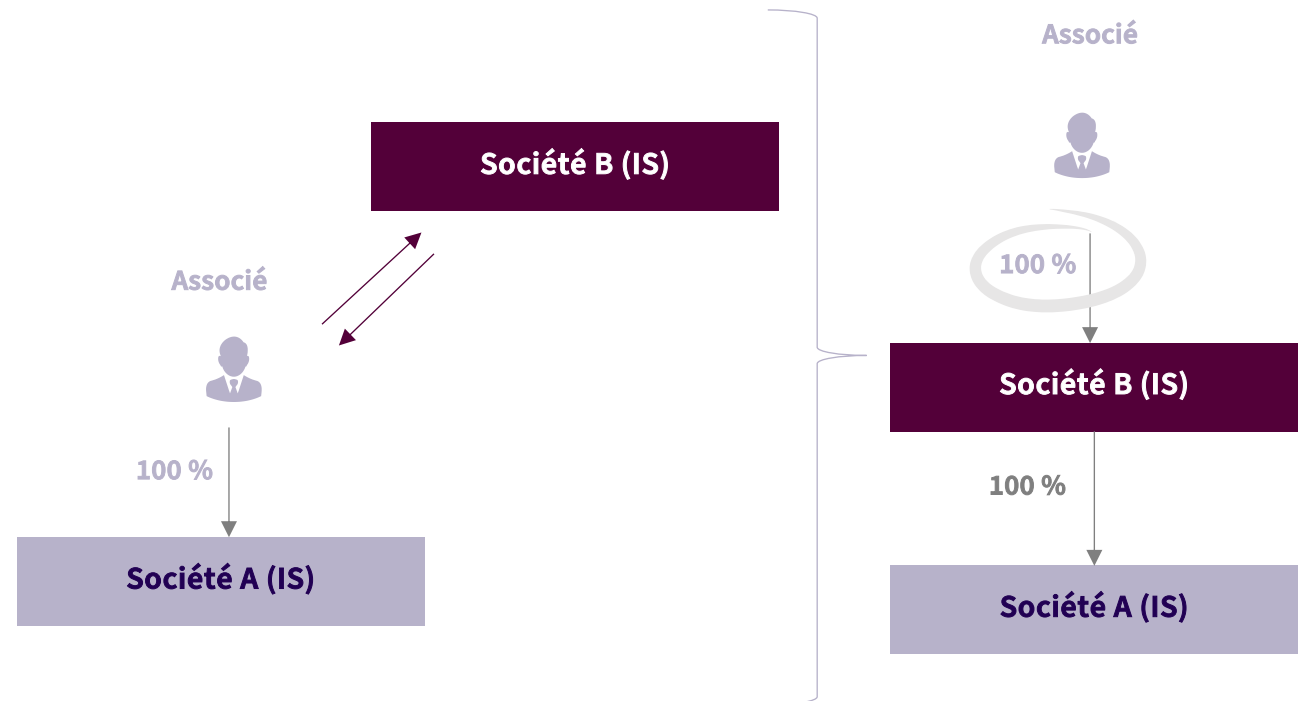 Société B (IS)
Associé
100 %
Société A (IS)
Associé
100 %
Société B (IS)
100 %
Société A (IS)